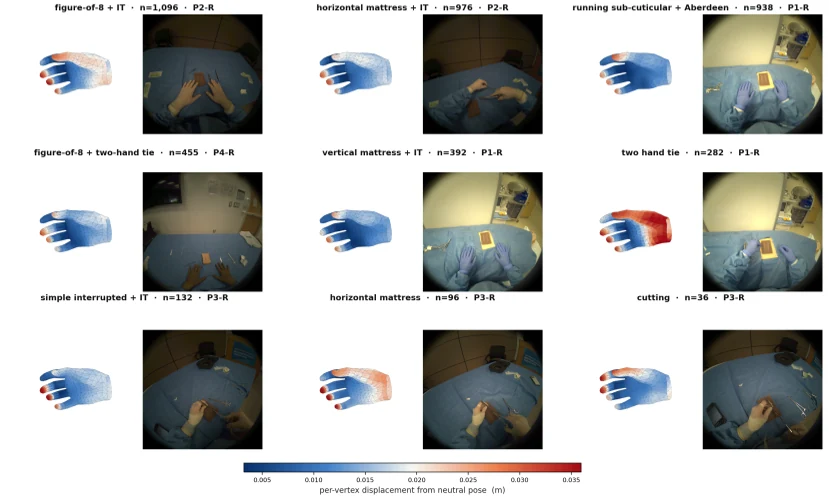 figure-of-8 + IT · n=1,096 · P2-R
horizontal mattress + IT · n=976 · P2-R
running sub-cuticular + Aberdeen · n=938 · P1-R
figure-of-8 + two-hand tie · n=455 · P4-R
vertical mattress + IT · n=392 · P1-R
two hand tie · n=282 · P1-R
simple interrupted + IT · n=132 · P3-R
horizontal mattress · n=96 · P3-R
cutting · n=36 · P3-R
0.005 0.010 0.015 0.020 0.025 0.030 0.035
per-vertex displacement from neutral pose (m)